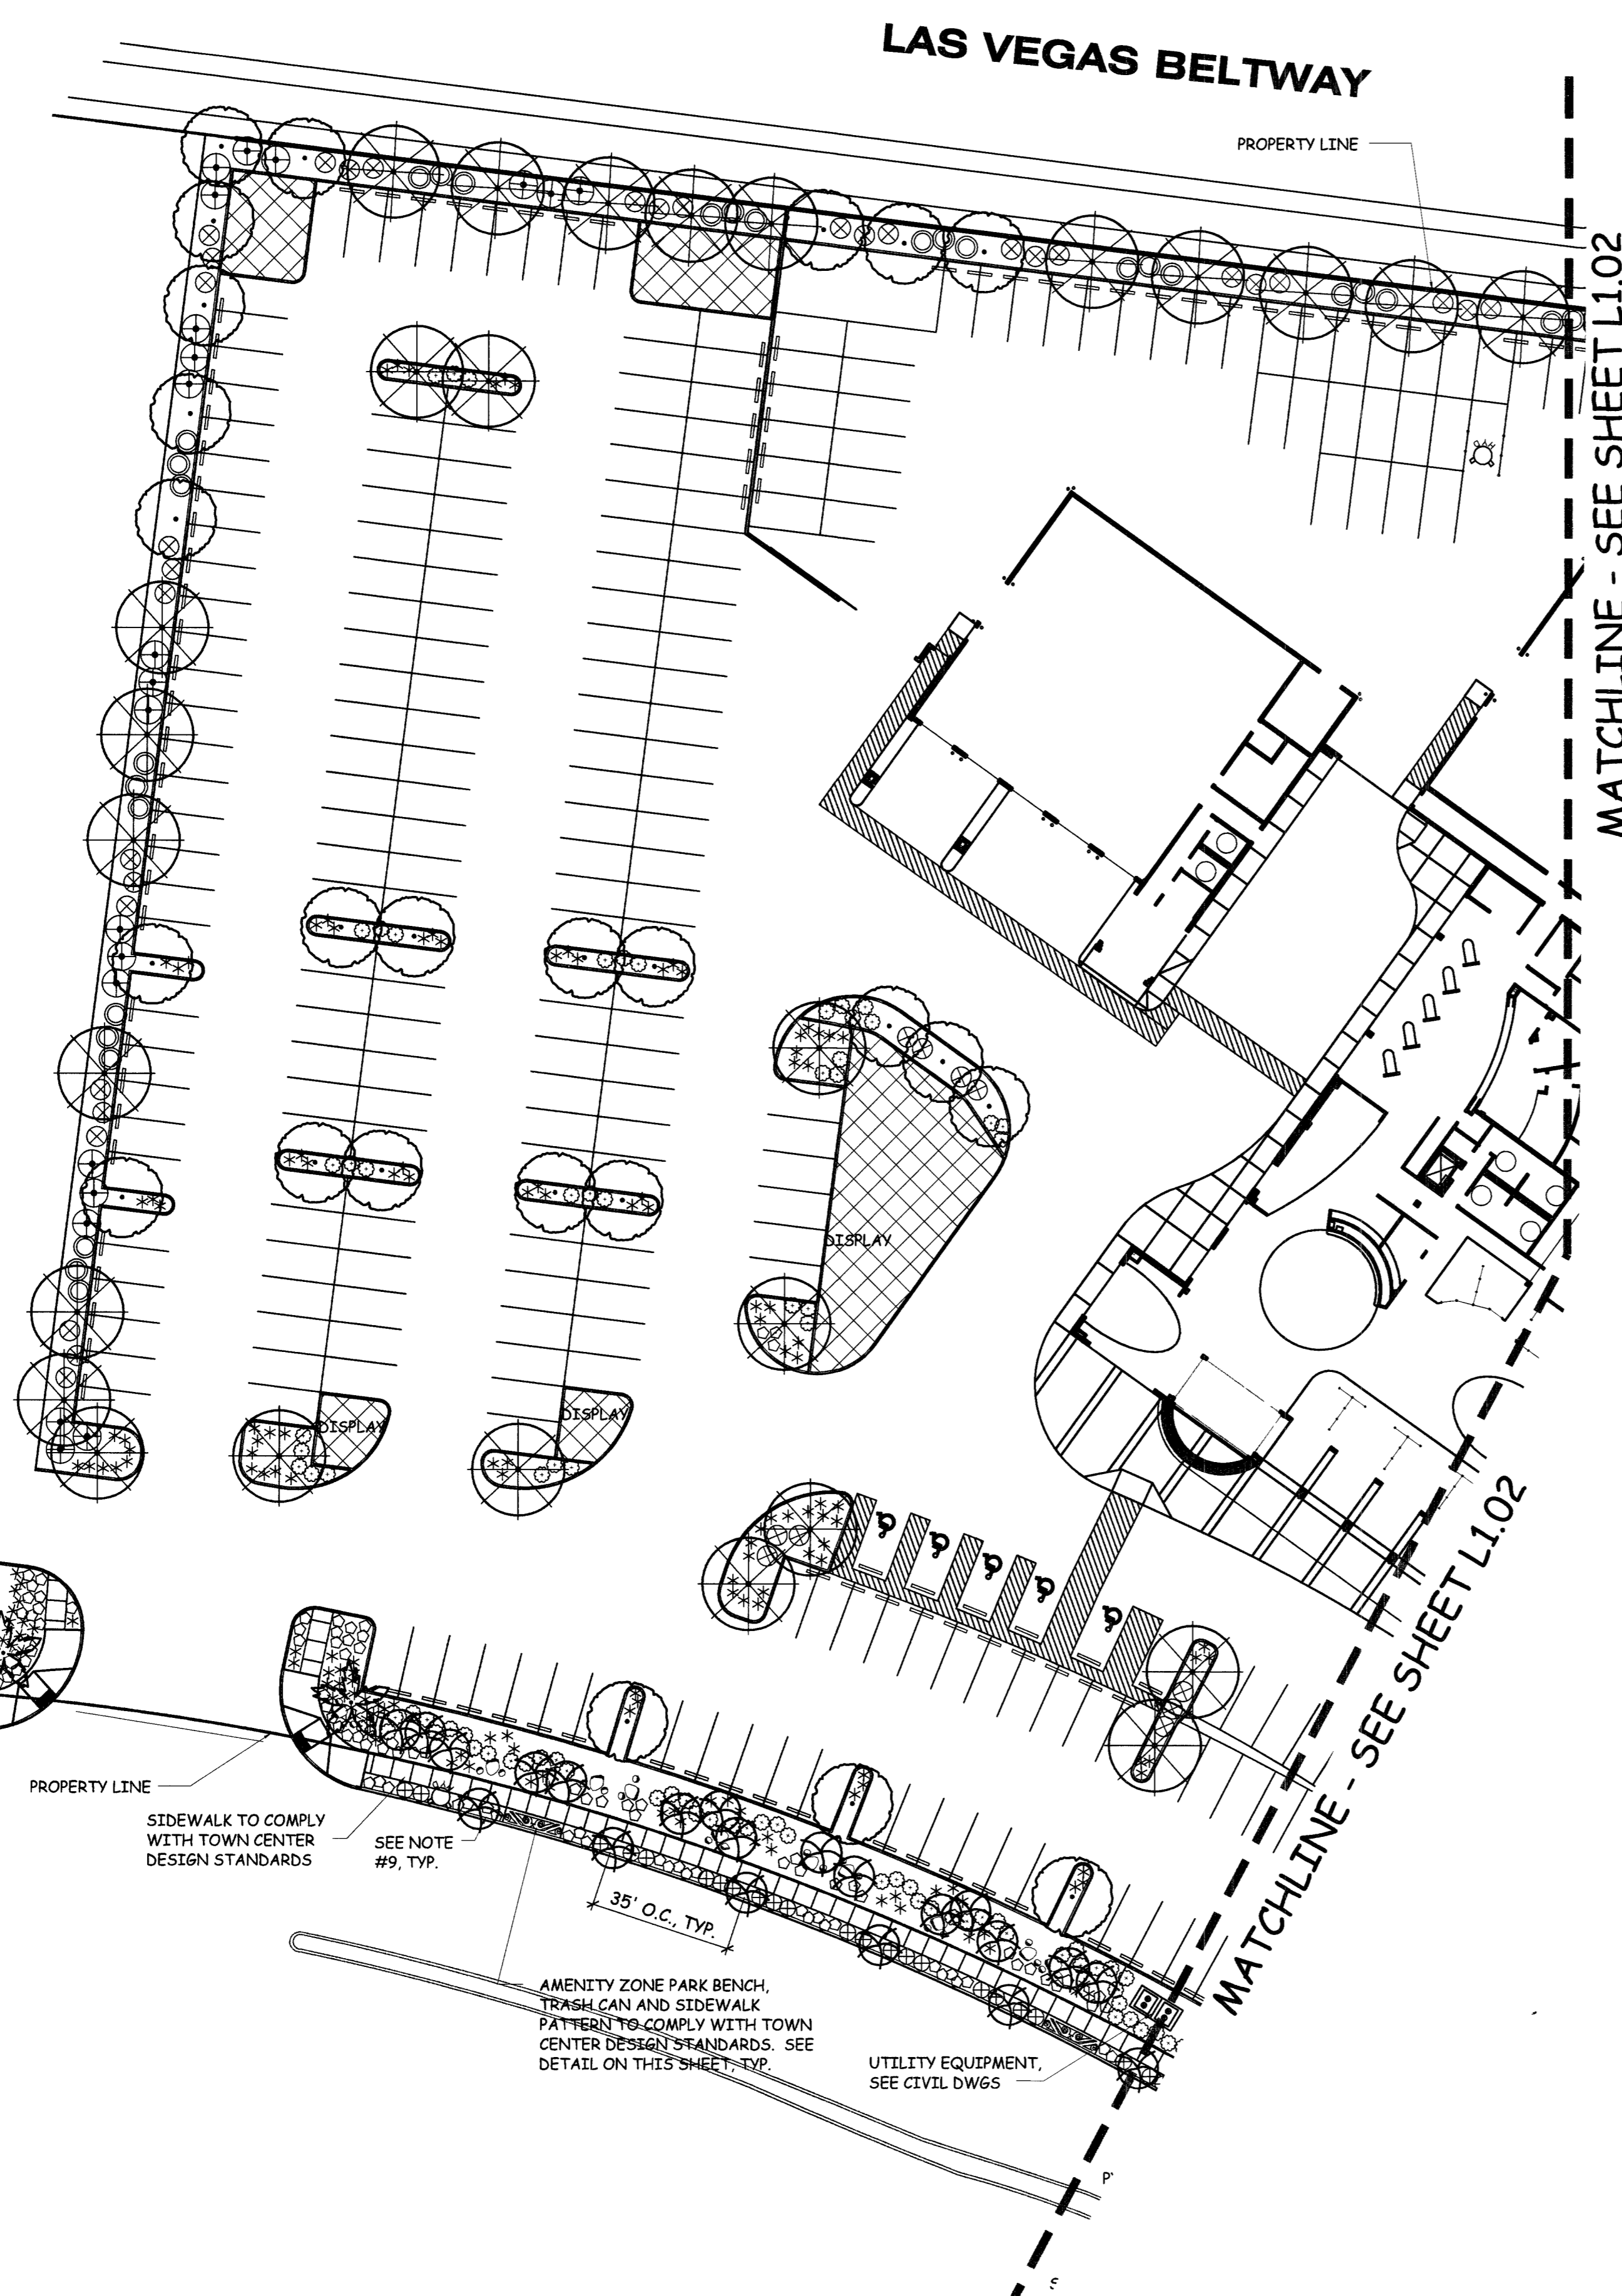 LAS VEGAS BELTWAY
PROPERTY LINE
MATCHLINE - SEE SHEET L1.02
DISPLAY
DISPLAY
DISPLAY
MATCHLINE - SEE SHEET L1.02
PROPERTY LINE
SIDEWALK TO COMPLY
WITH TOWN CENTER
DESIGN STANDARDS
SEE NOTE
#9, TYP.
35' O.C., TYP.
AMENITY ZONE PARK BENCH,
TRASH CAN AND SIDEWALK
PATTERN TO COMPLY WITH TOWN
CENTER DESIGN STANDARDS. SEE
DETAIL ON THIS SHEET, TYP.
UTILITY EQUIPMENT,
SEE CIVIL DWGS